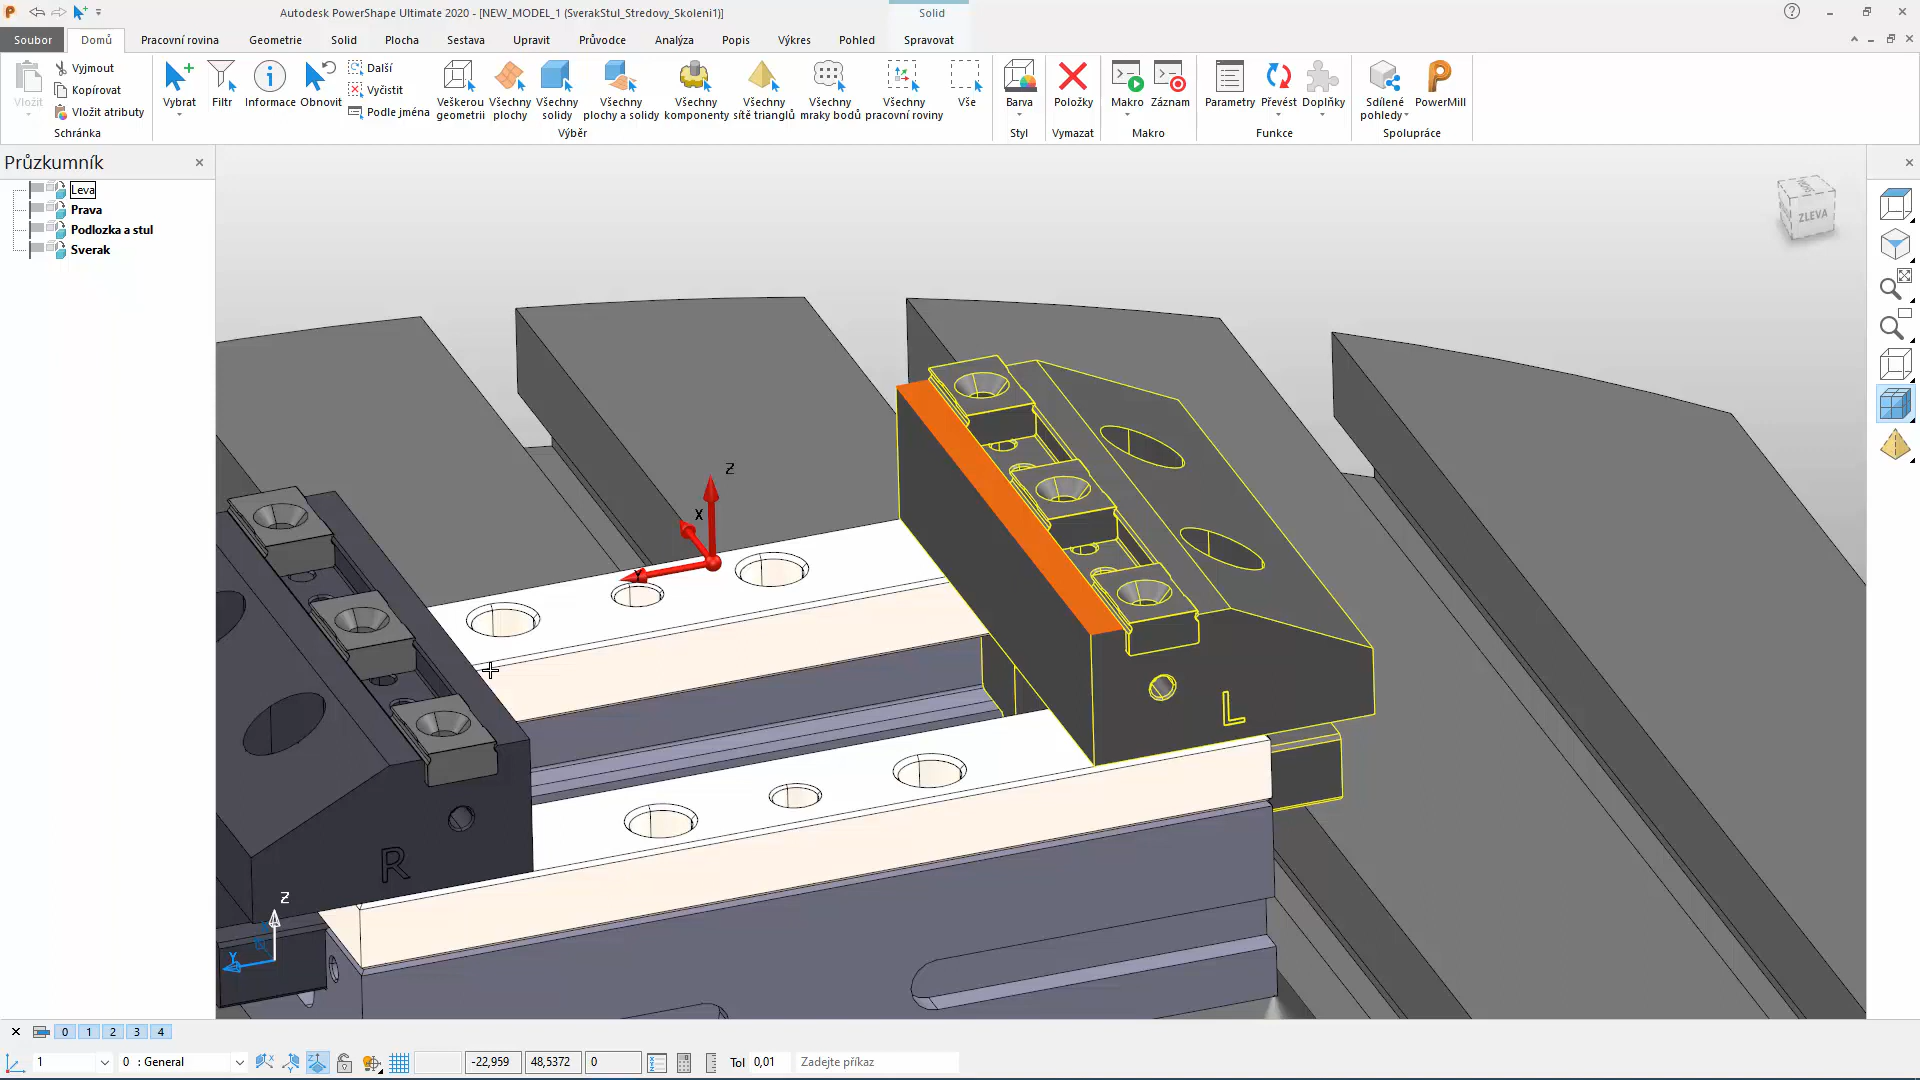 Autodesk PowerShape Ultimate 2020 - [NEW_MODEL_1 (SverakStul_Stredovy_Skoleni1)]
Solid
Soubor Domů Pracovní rovina Geometrie Solid Plocha Sestava Upravit Průvodce Analýza Popis Výkres Pohled Spravovat
Vložit
Vyjmout
Kopírovat
Vložit atributy
Schránka
Vybrat
Filtr
Informace
Obnovit
Další
Vyčistit
Podle jména
Veškerou geometrii
Všechny plochy
Všechny solidy
Všechny plochy a solidy
Všechny komponenty
Všechny sítě trianglů
Všechny mraky bodů
Všechny pracovní roviny
Vše
Výběr
Barva
Styl
Položky
Vymazat
Makro
Záznam
Makro
Parametry
Převést
Doplňky
Funkce
Sdílené pohledy
PowerMill
Spolupráce
Průzkumník
Leva
Prava
Podlozka a stul
Sverak
ZLEVA
Z
X
Y
L
R
Z
Y
0 1 2 3 4
1
0 : General
-22,959
48,5372
0
Tol 0,01
Zadejte příkaz